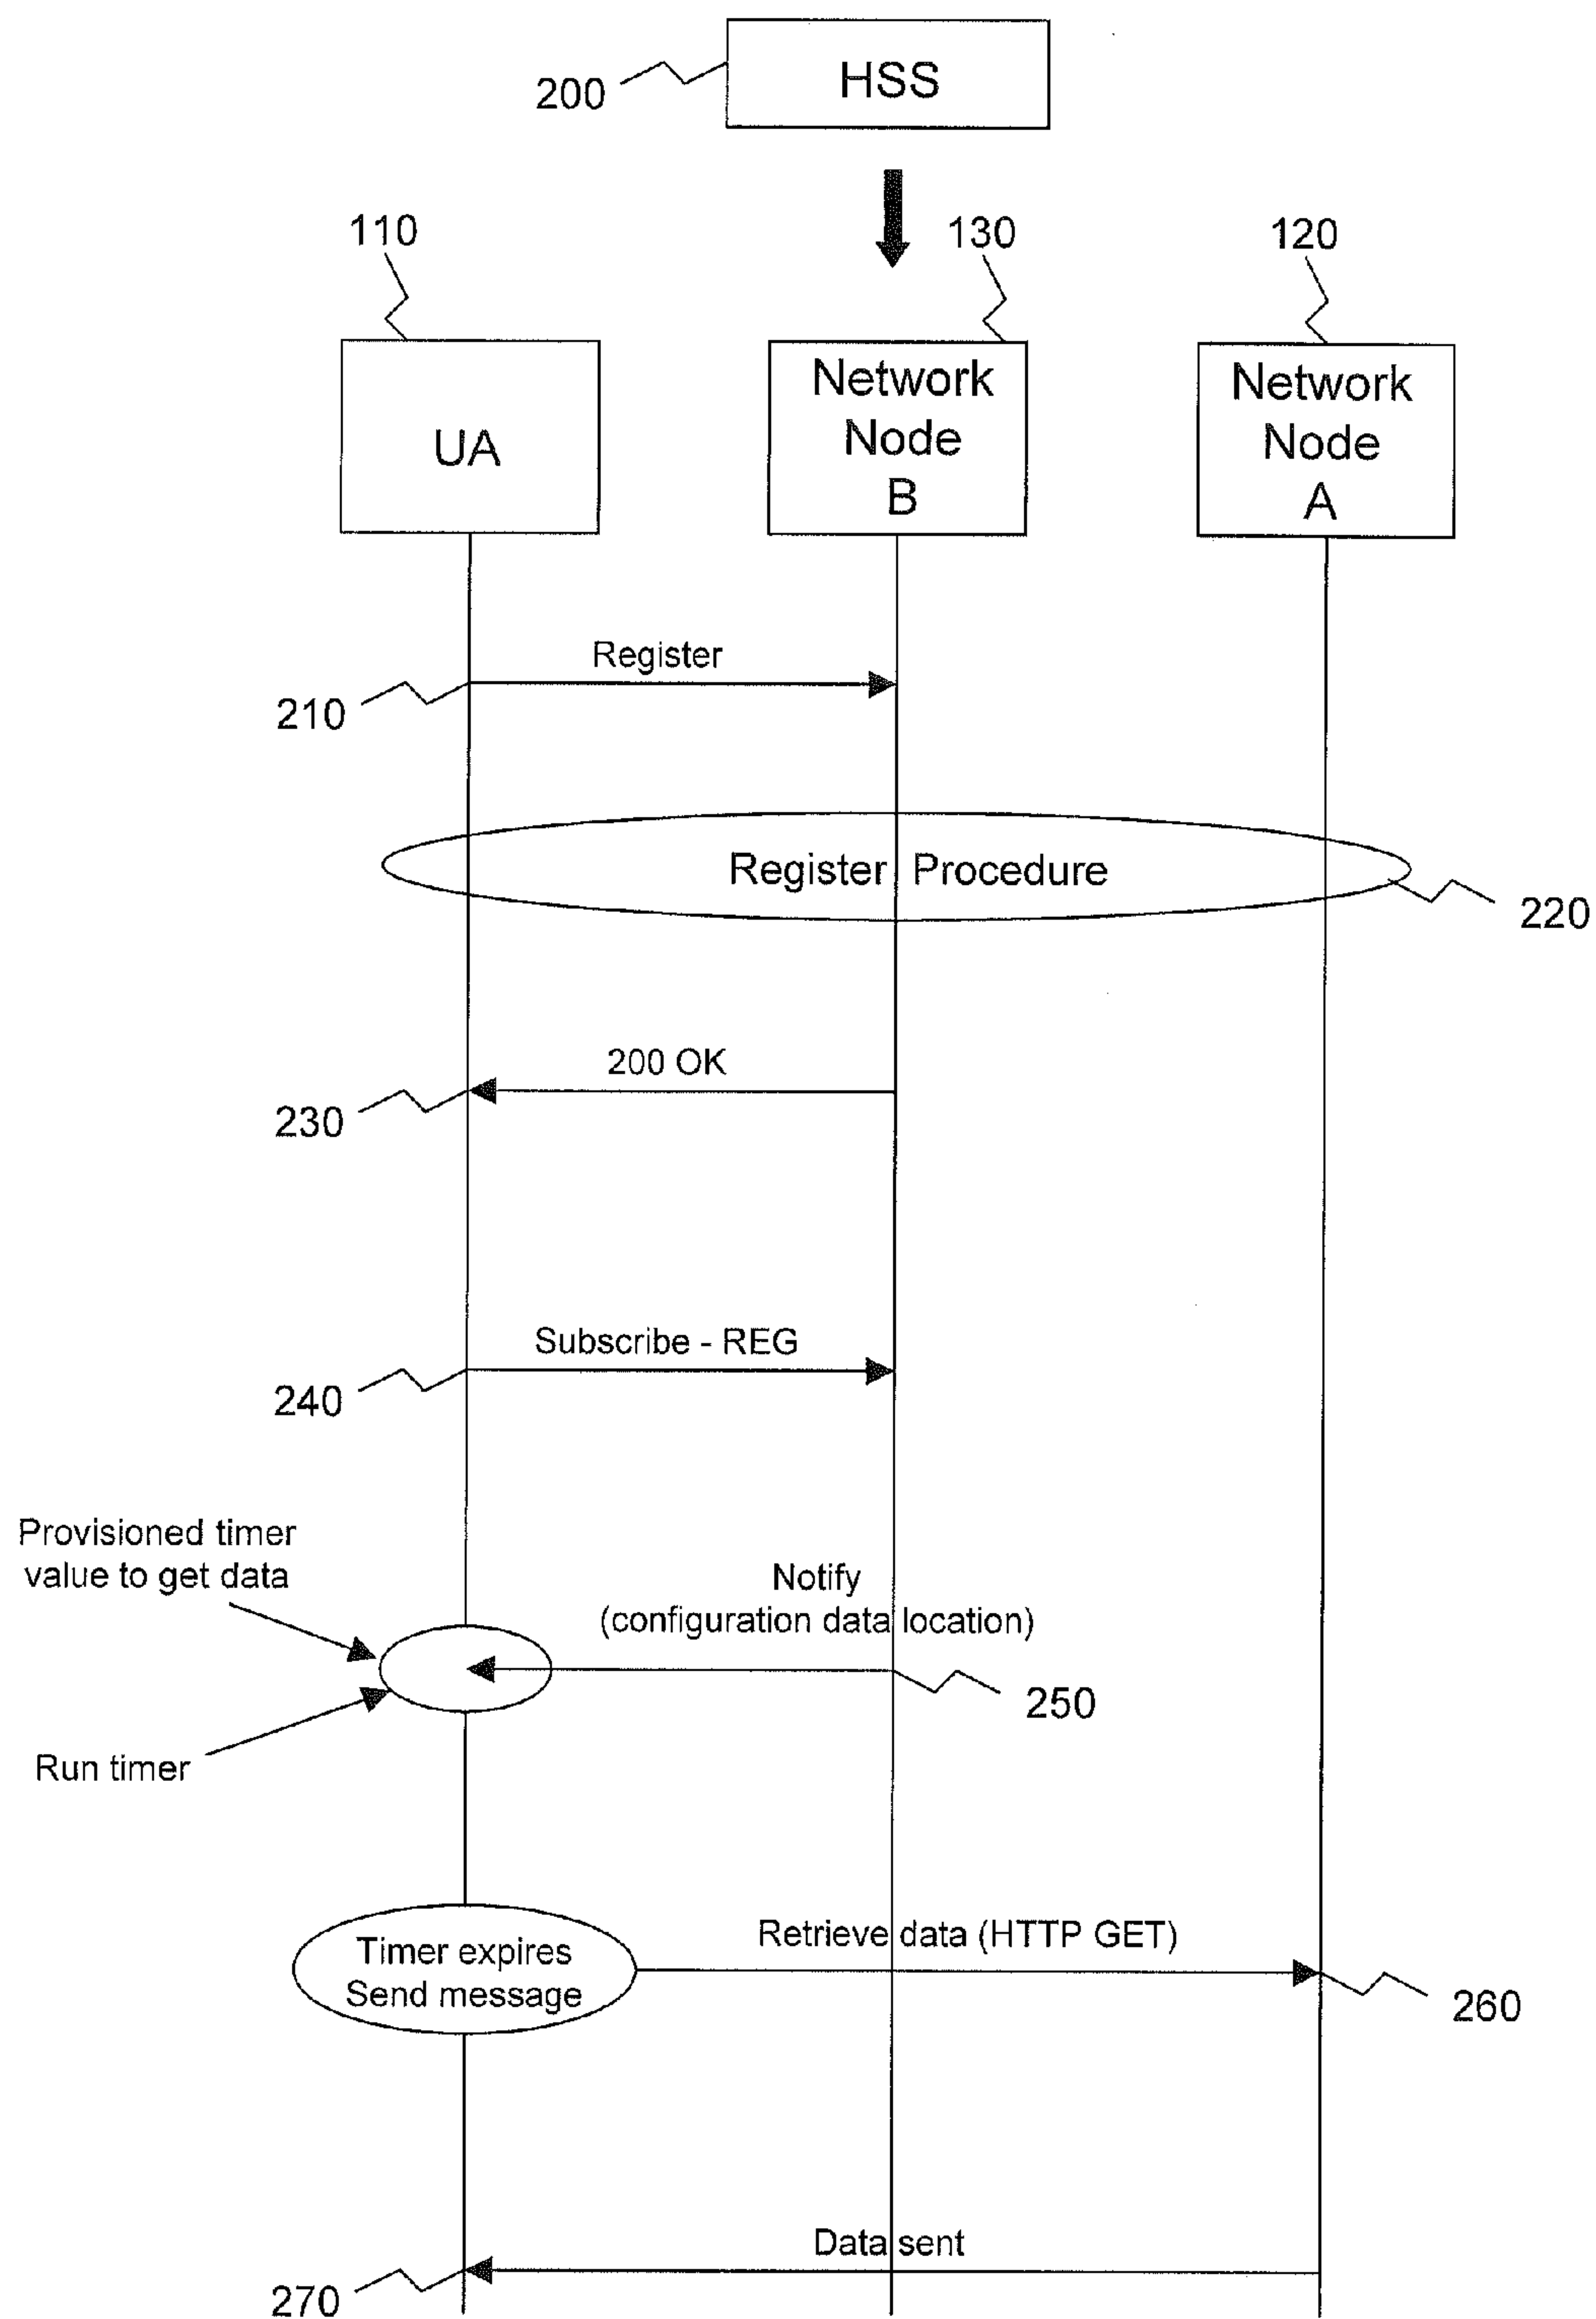 HSS
200
110
130
120
UA
Network
Node
B
Network
Node
A
Register
210
Register Procedure
220
200 OK
230
Subscribe - REG
240
Provisioned timer
value to get data
Notify
(configuration data location)
250
Run timer
Timer expires
Send message
Retrieve data (HTTP GET)
260
Data sent
270